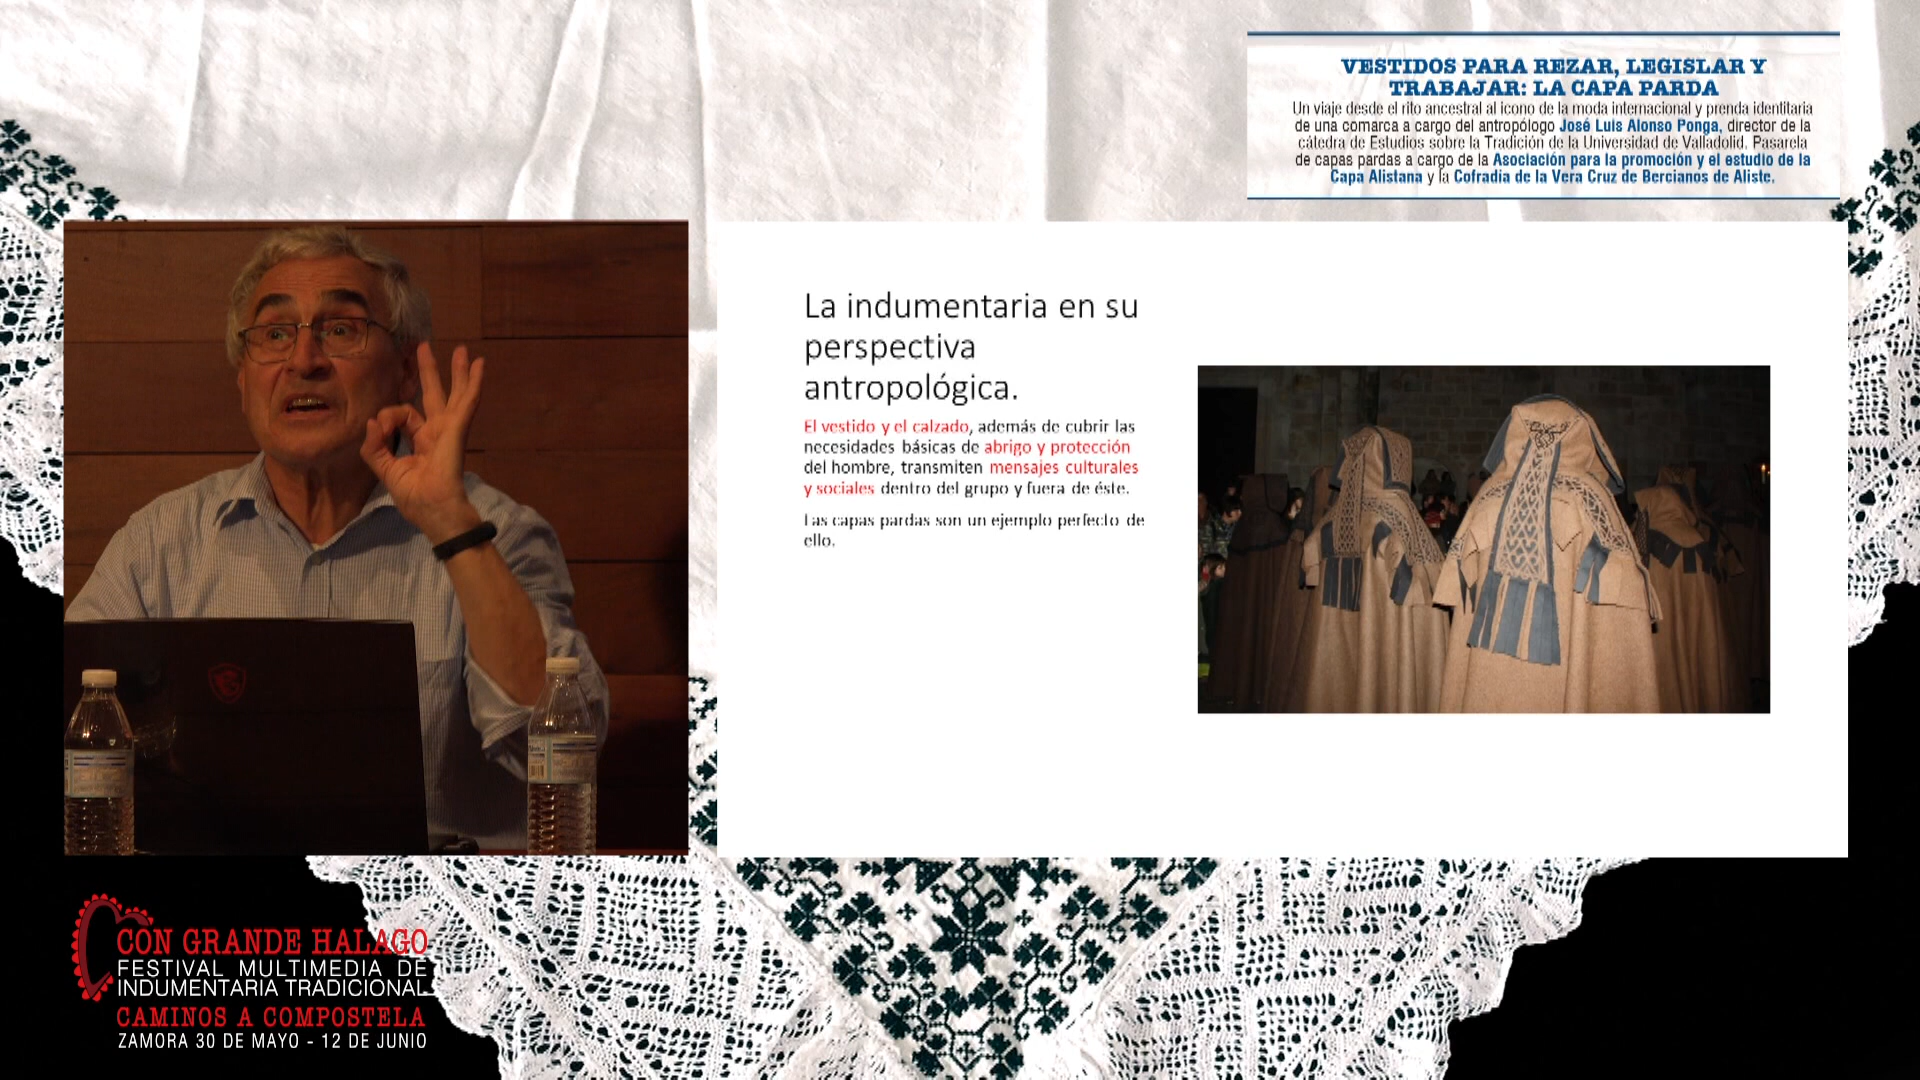 VESTIDOS PARA REZAR, LEGISLAR Y
TRABAJAR: LA CAPA PARDA
Un viaje desde el rito ancestral al icono de la moda internacional y prenda identitaria
de una comarca a cargo del antropólogo José Luis Alonso Ponga, director de la
cátedra de Estudios sobre la Tradición de la Universidad de Valladolid. Pasarela
de capas pardas a cargo de la Asociación para la promoción y el estudio de la
Capa Alistana y la Cofradía de la Vera Cruz de Bercianos de Aliste.
La indumentaria en su
perspectiva
antropológica.
El vestido y el calzado, además de cubrir las
necesidades básicas de abrigo y protección
del hombre, transmiten mensajes culturales
y sociales dentro del grupo y fuera de éste.
Las capas pardas son un ejemplo perfecto de
ello.
CON GRANDE HALAGO
FESTIVAL MULTIMEDIA DE
INDUMENTARIA TRADICIONAL
CAMINOS A COMPOSTELA
ZAMORA 30 DE MAYO - 12 DE JUNIO